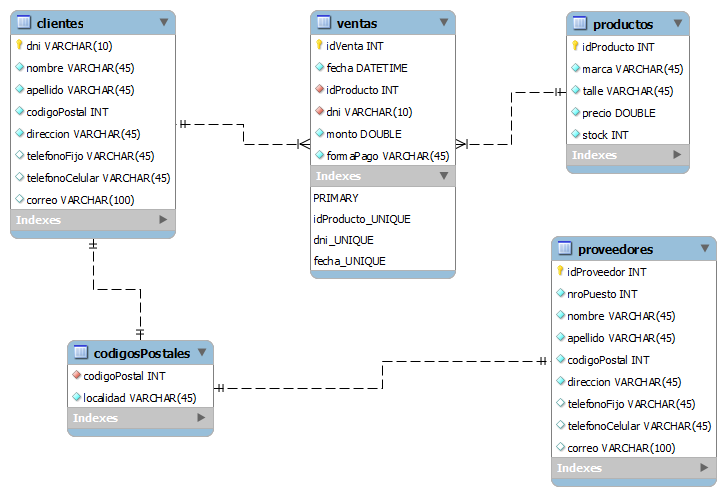 clientes
dni VARCHAR(10)
nombre VARCHAR(45)
apellido VARCHAR(45)
codigoPostal INT
direccion VARCHAR(45)
telefonoFijo VARCHAR(45)
telefonoCelular VARCHAR(45)
correo VARCHAR(100)
Indexes
ventas
idVenta INT
fecha DATETIME
idProducto INT
dni VARCHAR(10)
monto DOUBLE
formaPago VARCHAR(45)
Indexes
PRIMARY
idProducto_UNIQUE
dni_UNIQUE
fecha_UNIQUE
productos
idProducto INT
marca VARCHAR(45)
talle VARCHAR(45)
precio DOUBLE
stock INT
Indexes
codigosPostales
codigoPostal INT
localidad VARCHAR(45)
Indexes
proveedores
idProveedor INT
nroPuesto INT
nombre VARCHAR(45)
apellido VARCHAR(45)
codigoPostal INT
direccion VARCHAR(45)
telefonoFijo VARCHAR(45)
telefonoCelular VARCHAR(45)
correo VARCHAR(100)
Indexes